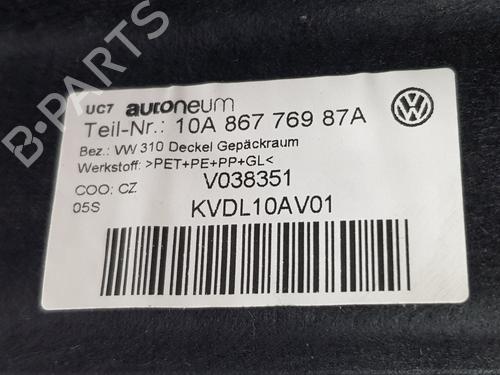 B-PARTS
UC7 autoneum
Teil-Nr.: 10A 867 769 87A
Bez.: VW 310 Deckel Gepäckraum
Werkstoff: >PET+PE+PP+GL<
COO: CZ V038351
05S KVDL10AV01